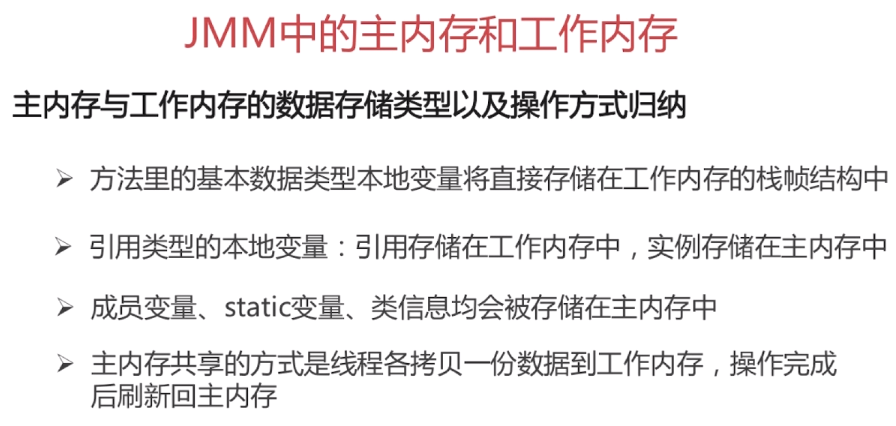 JMM中的主内存和工作内存
主内存与工作内存的数据存储类型以及操作方式归纳
➢ 方法里的基本数据类型本地变量将直接存储在工作内存的栈帧结构中
➢ 引用类型的本地变量：引用存储在工作内存中，实例存储在主内存中
➢ 成员变量、static变量、类信息均会被存储在主内存中
➢ 主内存共享的方式是线程各拷贝一份数据到工作内存，操作完成
后刷新回主内存